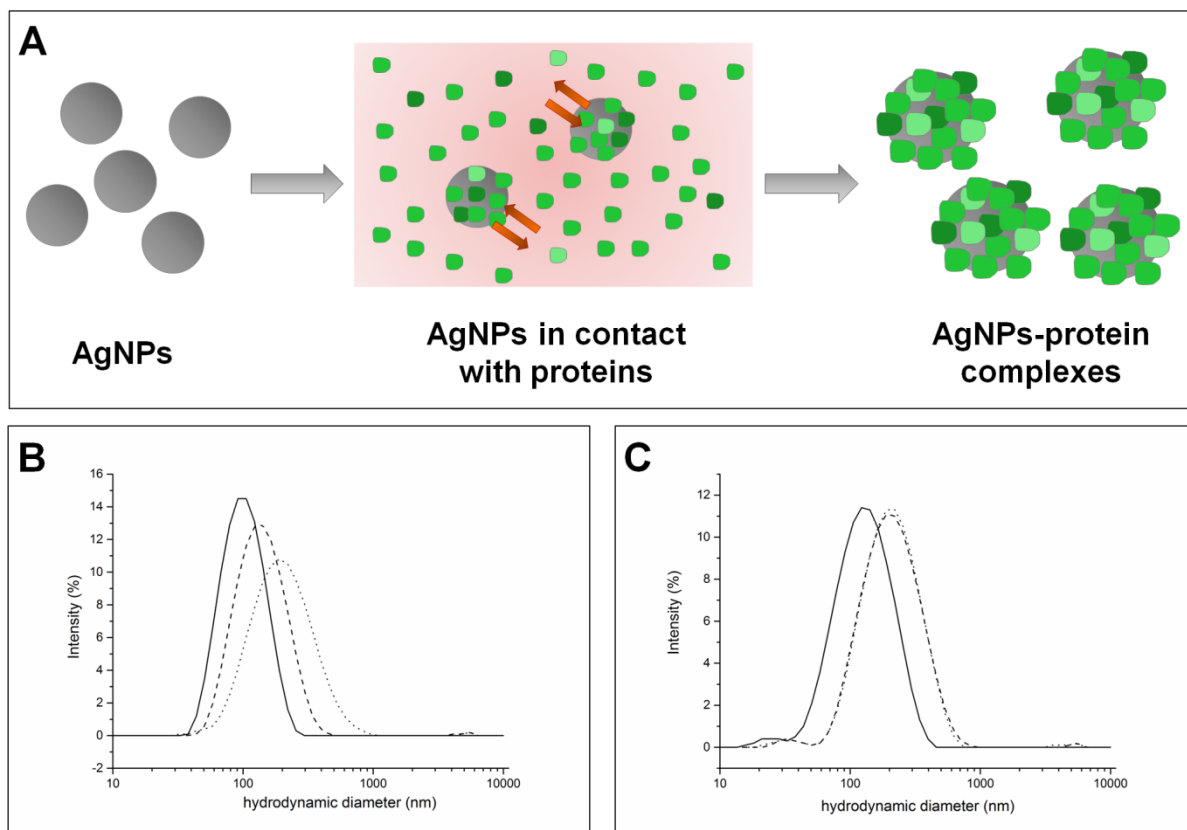 A
AgNPs
AgNPs in contact
with proteins
AgNPs-protein
complexes
B
16
14
12
10
8
6
4
2
0
-2
Intensity (%)
10
100
1000
10000
hydrodynamic diameter (nm)
C
12
10
8
6
4
2
0
Intensity (%)
10
100
1000
10000
hydrodynamic diameter (nm)